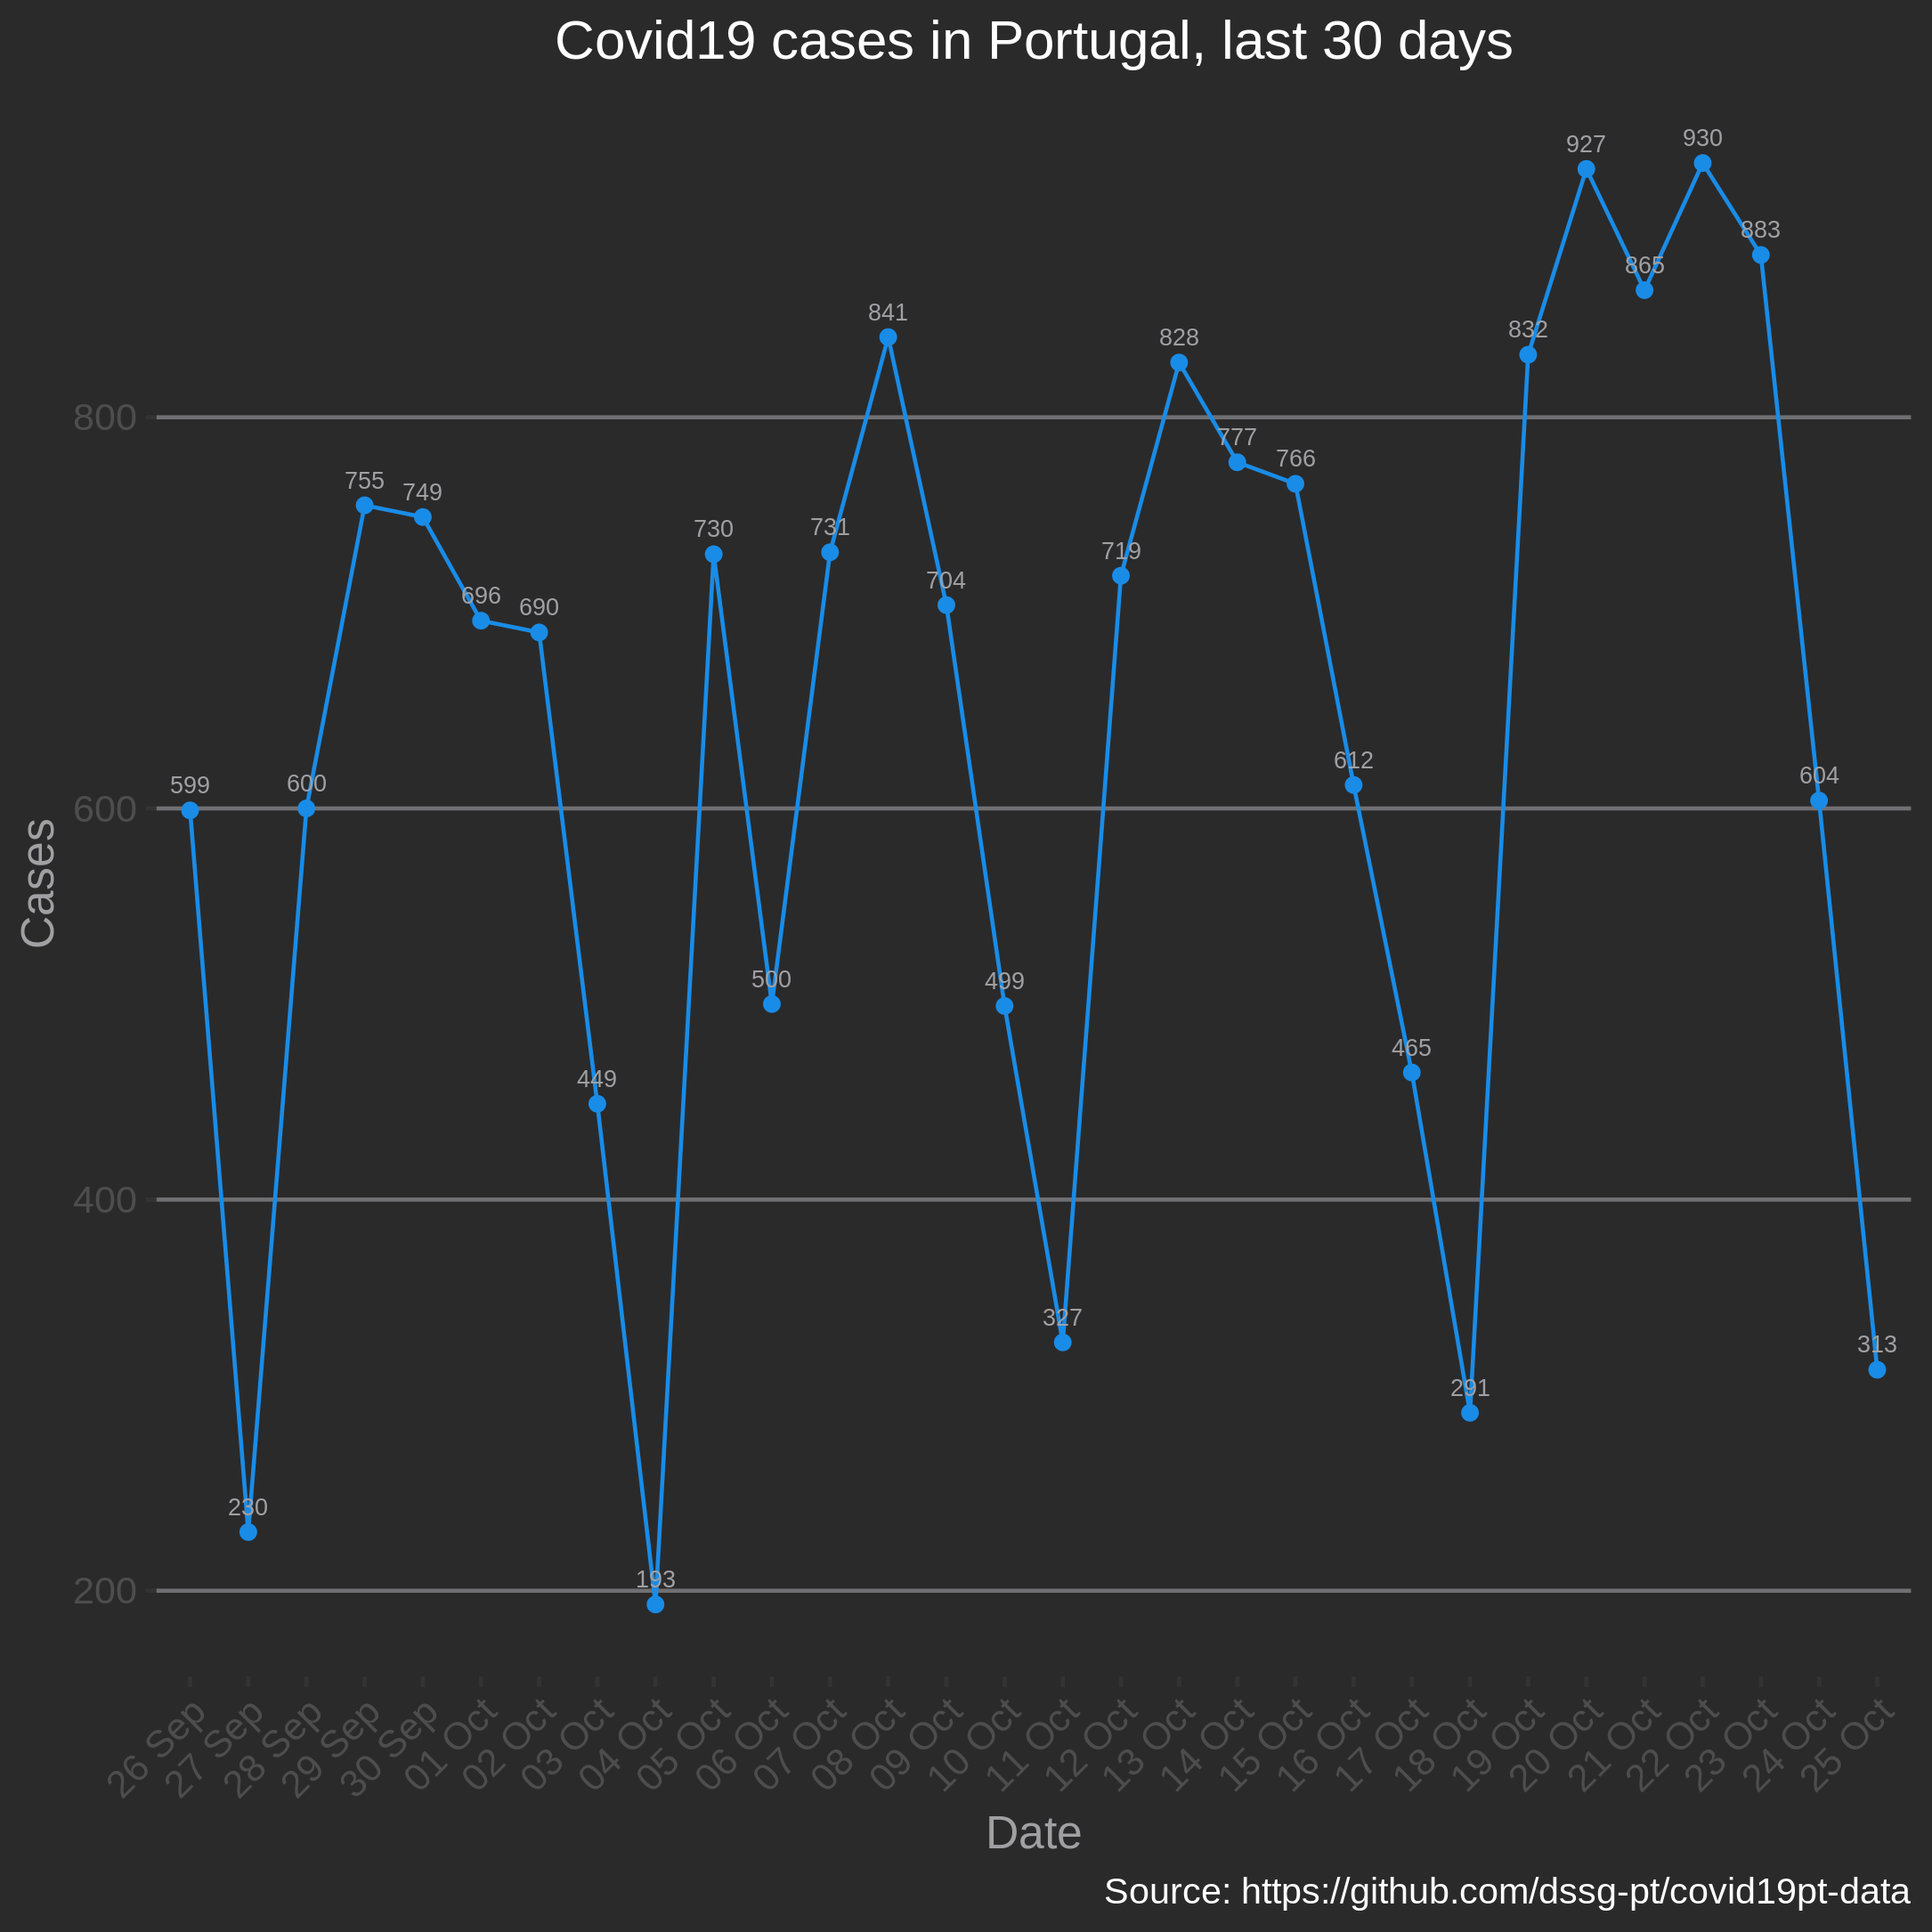 Covid19 cases in Portugal, last 30 days
930
927
883
865
841
832
828
800
777
766
755
749
731
730
719
704
696
690
612
604
600
599
600
500
499
465
449
400
327
313
291
230
200
193
Cases
26 Sep
27 Sep
28 Sep
29 Sep
30 Sep
01 Oct
02 Oct
03 Oct
04 Oct
05 Oct
06 Oct
07 Oct
08 Oct
09 Oct
10 Oct
11 Oct
12 Oct
13 Oct
14 Oct
15 Oct
16 Oct
17 Oct
18 Oct
19 Oct
20 Oct
21 Oct
22 Oct
23 Oct
24 Oct
25 Oct
Date
Source: https://github.com/dssg-pt/covid19pt-data